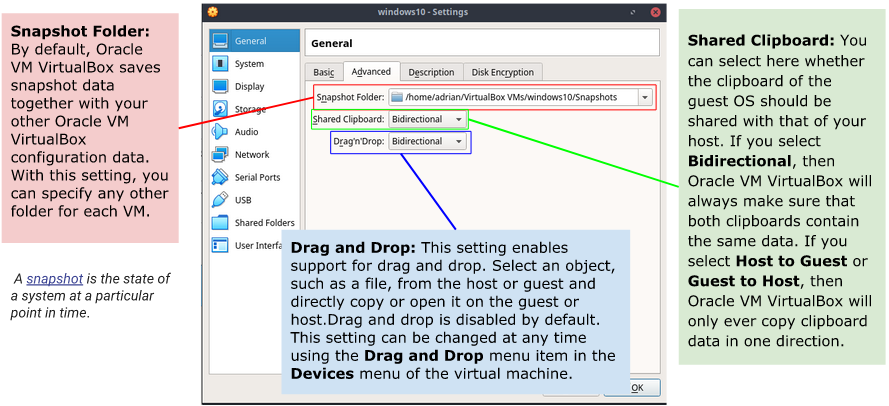 Snapshot Folder:
By default, Oracle
VM VirtualBox saves
snapshot data
together with your
other Oracle VM
VirtualBox
configuration data.
With this setting, you
can specify any other
folder for each VM.
A snapshot is the state of
a system at a particular
point in time.
windows10 - Settings
General
System
Display
Storage
Audio
Network
Serial Ports
USB
Shared Folders
User Interfa
General
Basic Advanced Description Disk Encryption
Snapshot Folder: /home/adrian/VirtualBox VMs/windows10/Snapshots
Shared Clipboard: Bidirectional
Drag'n'Drop: Bidirectional
Drag and Drop: This setting enables
support for drag and drop. Select an object,
such as a file, from the host or guest and
directly copy or open it on the guest or
host.Drag and drop is disabled by default.
This setting can be changed at any time
using the Drag and Drop menu item in the
Devices menu of the virtual machine.
OK
Shared Clipboard: You
can select here whether
the clipboard of the
guest OS should be
shared with that of your
host. If you select
Bidirectional, then
Oracle VM VirtualBox will
always make sure that
both clipboards contain
the same data. If you
select Host to Guest or
Guest to Host, then
Oracle VM VirtualBox will
only ever copy clipboard
data in one direction.